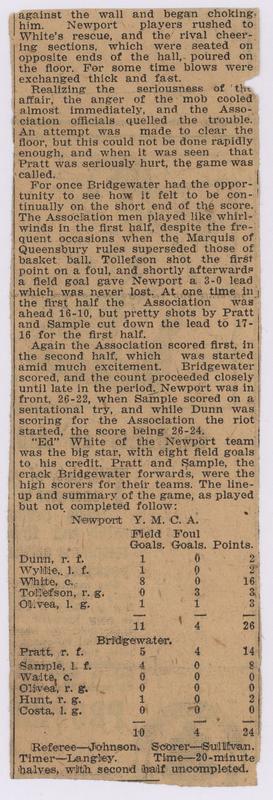 against the wall and began choking
him. Newport players rushed to
White's rescue, and the rival cheer-
ing sections, which were seated on
opposite ends of the hall, poured on
the floor. For some time blows were
exchanged thick and fast.
Realizing the seriousness of the
affair, the anger of the mob cooled
almost immediately, and the Asso-
ciation officials quelled the trouble.
An attempt was made to clear the
floor, but this could not be done rapidly
enough, and when it was seen that
Pratt was seriously hurt, the game was
called.
For once Bridgewater had the oppor-
tunity to see how it felt to be con-
tinually on the short end of the score.
The Association men played like whirl-
winds in the first half, despite the fre-
quent occasions when the Marquis of
Queensbury rules superseded those of
basket ball. Tollefson shot the first
point on a foul, and shortly afterwards
a field goal gave Newport a 3-0 lead
which was never lost. At one time in
the first half the Association was
ahead 16-10, but pretty shots by Pratt
and Sample cut down the lead to 17-
16 for the first half.
Again the Association scored first, in
the second half, which was started
amid much excitement. Bridgewater
scored, and the count proceeded closely
until late in the period. Newport was in
front, 26-22, when Sample scored on a
sentational try, and while Dunn was
scoring for the Association the riot
started, the score being 26-24.
"Ed" White of the Newport team
was the big star, with eight field goals
to his credit. Pratt and Sample, the
crack Bridgewater forwards, were the
high scorers for their teams. The line-
up and summary of the game, as played
but not completed follow:
Newport Y. M. C. A.
Field Foul
Goals. Goals. Points.
Dunn, r. f. 1 0 2
Wyllie, l. f. 1 0 2
White, c. 8 0 16
Tollefson, r. g. 0 3 3
Olivea, l. g. 1 1 3
11 4 26
Bridgewater.
Pratt, r. f. 5 4 14
Sample, l. f. 4 0 8
Waite, c. 0 0 0
Olivea, r. g. 0 0 0
Hunt, r. g. 1 0 2
Costa, l. g. 0 0 0
10 4 24
Referee—Johnson. Scorer—Sullivan.
Timer—Langley. Time—20-minute
halves, with second half uncompleted.